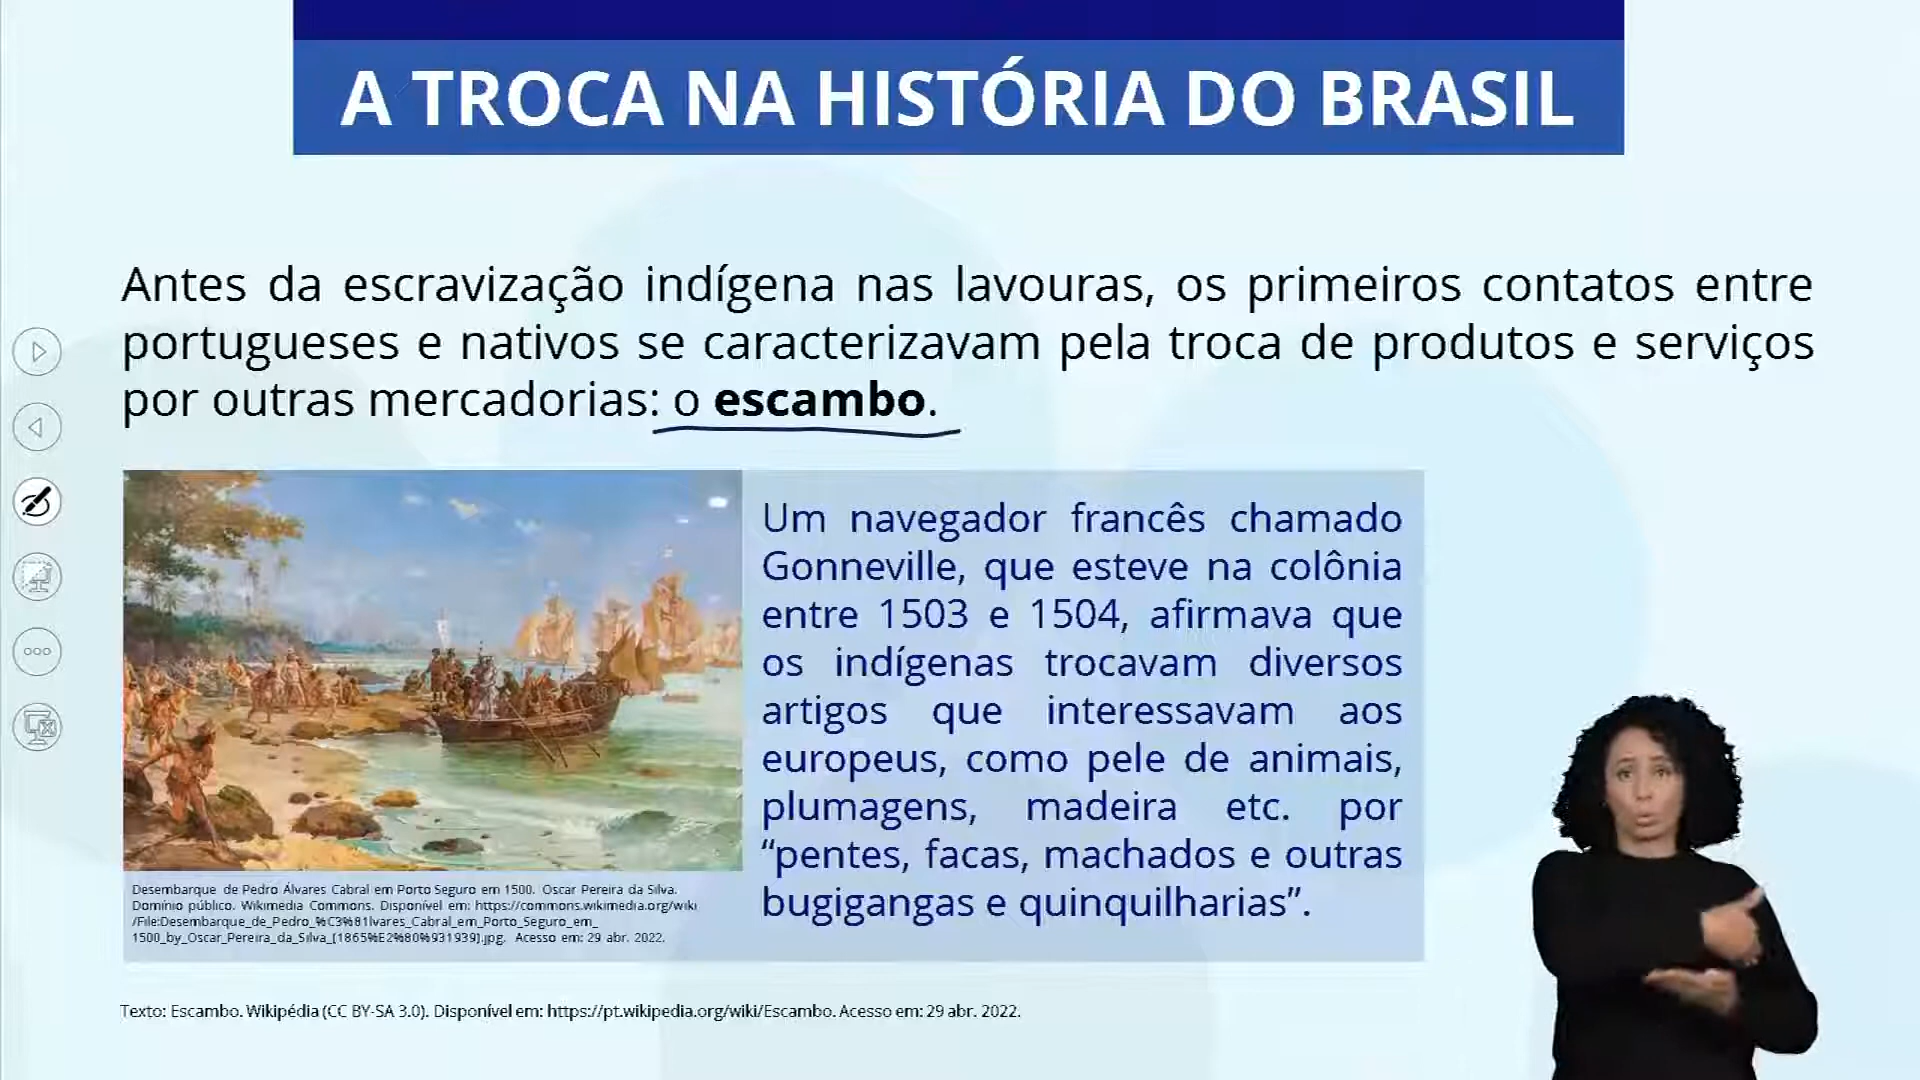 A TROCA NA HISTÓRIA DO BRASIL
Antes da escravização indígena nas lavouras, os primeiros contatos entre
portugueses e nativos se caracterizavam pela troca de produtos e serviços
por outras mercadorias: o escambo.
Um navegador francês chamado
Gonneville, que esteve na colônia
entre 1503 e 1504, afirmava que
os indígenas trocavam diversos
artigos que interessavam aos
europeus, como pele de animais,
plumagens, madeira etc. por
“pentes, facas, machados e outras
bugigangas e quinquilharias”.
Desembarque de Pedro Álvares Cabral em Porto Seguro em 1500. Oscar Pereira da Silva.
Domínio público. Wikimedia Commons. Disponível em: https://commons.wikimedia.org/wiki
/File:Desembarque_de_Pedro_%C3%81lvares_Cabral_em_Porto_Seguro_em_
1500_by_Oscar_Pereira_da_Silva_(1865%E2%80%931939).jpg. Acesso em: 29 abr. 2022.
Texto: Escambo. Wikipédia (CC BY-SA 3.0). Disponível em: https://pt.wikipedia.org/wiki/Escambo. Acesso em: 29 abr. 2022.